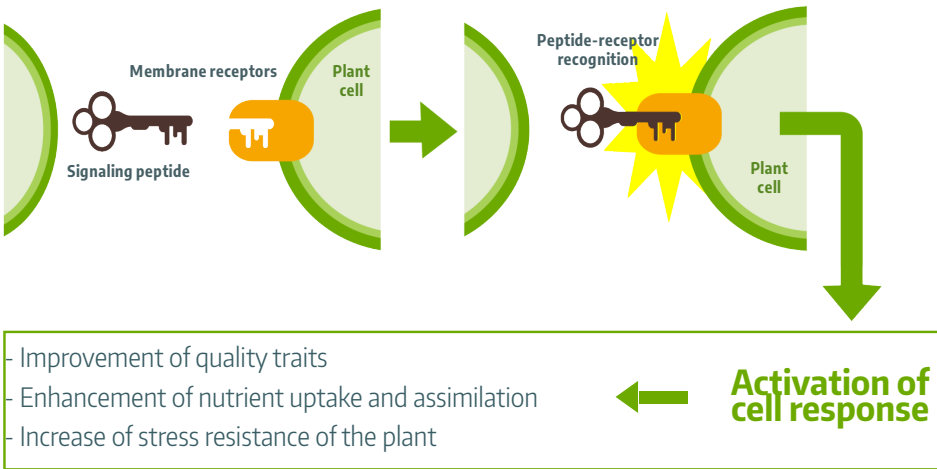 Membrane receptors
Plant
cell
Signaling peptide
Peptide-receptor
recognition
Plant
cell
- Improvement of quality traits
- Enhancement of nutrient uptake and assimilation
- Increase of stress resistance of the plant
Activation of
cell response